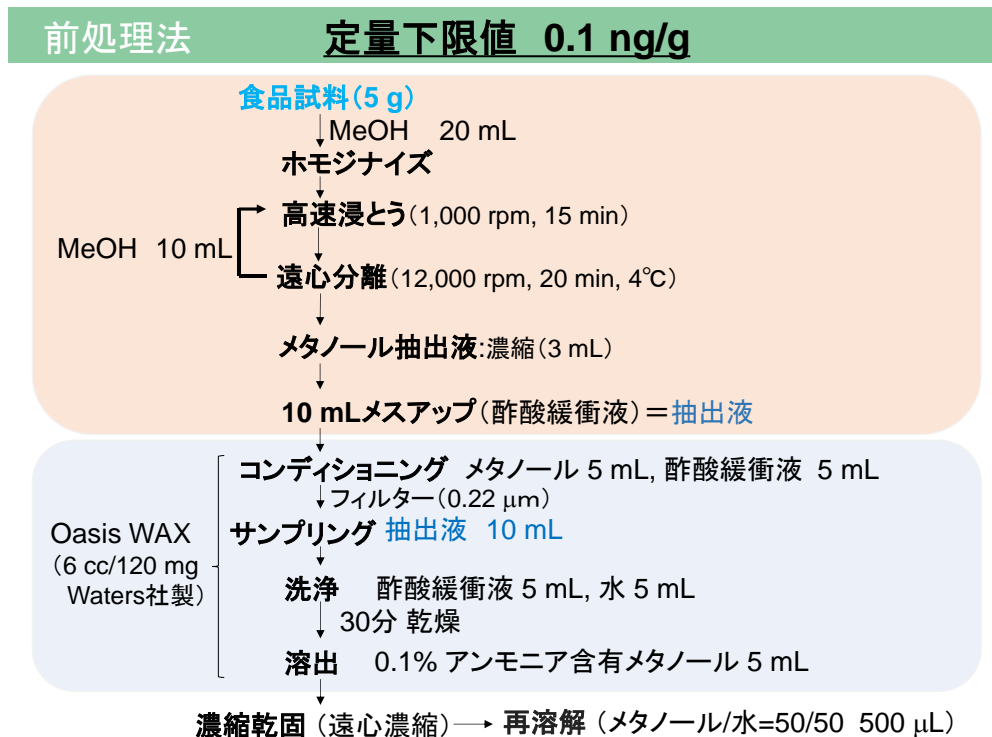 前処理法 定量下限値 0.1 ng/g
食品試料（5 g）
MeOH 20 mL
ホモジナイズ
高速浸とう（1,000 rpm, 15 min）
MeOH 10 mL
遠心分離（12,000 rpm, 20 min, 4℃）
メタノール抽出液:濃縮（3 mL）
10 mLメスアップ（酢酸緩衝液）＝抽出液
コンディショニング メタノール 5 mL, 酢酸緩衝液 5 mL
フィルター（0.22 μm）
サンプリング 抽出液 10 mL
Oasis WAX
（6 cc/120 mg
Waters社製）
洗浄 酢酸緩衝液 5 mL, 水 5 mL
30分 乾燥
溶出 0.1% アンモニア含有メタノール 5 mL
濃縮乾固（遠心濃縮）→ 再溶解（メタノール/水=50/50 500 μL）